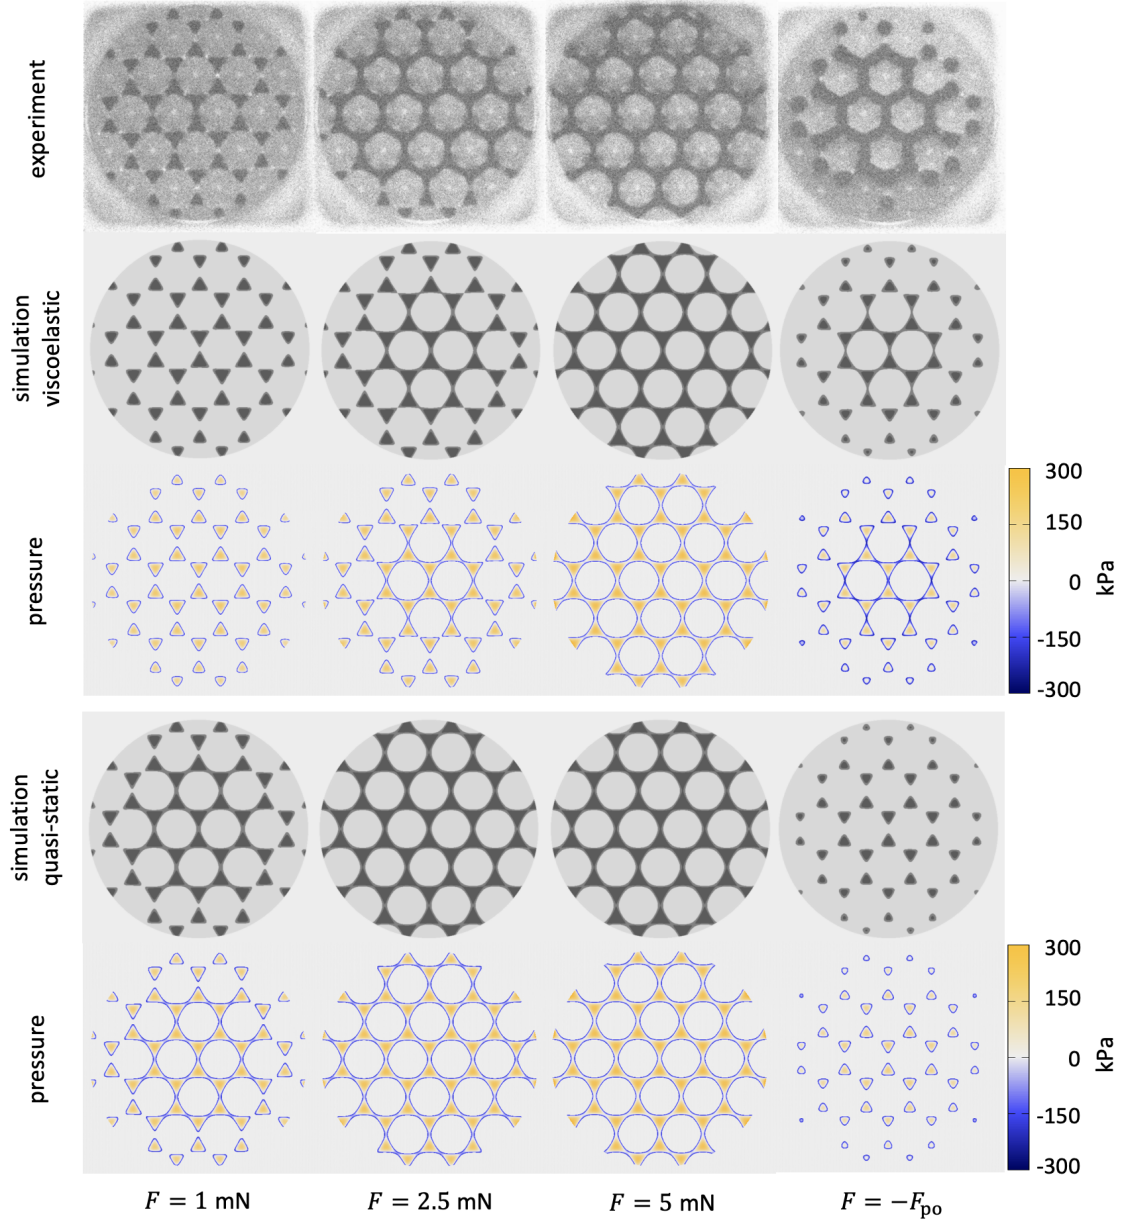 experiment
simulation
viscoelastic
pressure
300
150
0
-150
-300
kPa
simulation
quasi-static
pressure
300
150
0
-150
-300
kPa
F = 1 mN
F = 2.5 mN
F = 5 mN
F = −Fpo